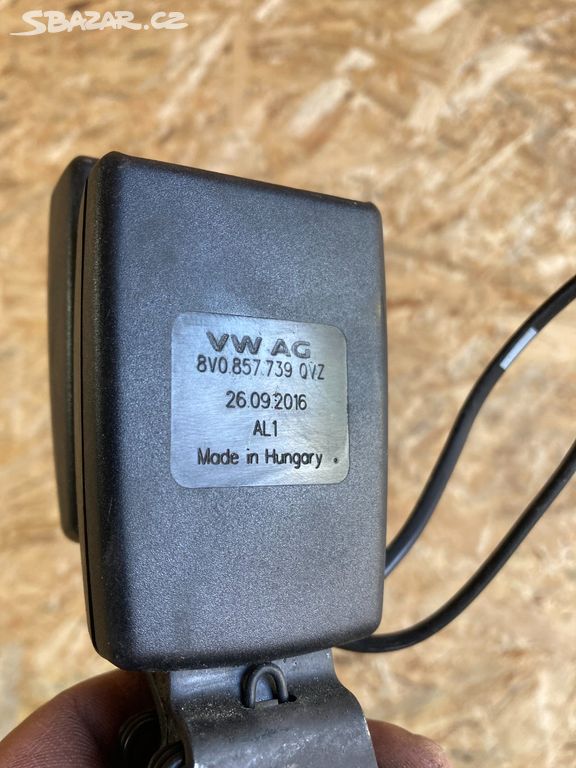 SBAZAR.CZ
VW AG
8V0.857.739 QVZ
26.09.2016
AL1
Made in Hungary